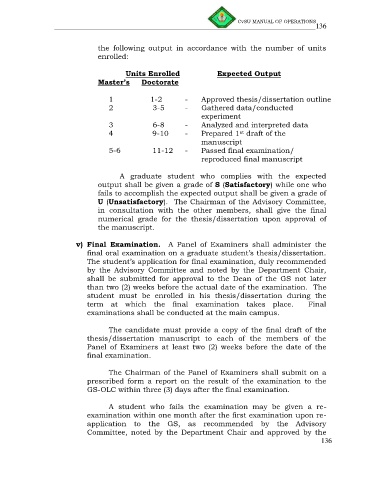 CvSU MANUAL OF OPERATIONS
136
the following output in accordance with the number of units
enrolled:
Units Enrolled Expected Output
Master's Doctorate
1 1-2 - Approved thesis/dissertation outline
2 3-5 - Gathered data/conducted
experiment
3 6-8 - Analyzed and interpreted data
4 9-10 - Prepared 1st draft of the
manuscript
5-6 11-12 - Passed final examination/
reproduced final manuscript
A graduate student who complies with the expected
output shall be given a grade of S (Satisfactory) while one who
fails to accomplish the expected output shall be given a grade of
U (Unsatisfactory). The Chairman of the Advisory Committee,
in consultation with the other members, shall give the final
numerical grade for the thesis/dissertation upon approval of
the manuscript.
v) Final Examination. A Panel of Examiners shall administer the
final oral examination on a graduate student's thesis/dissertation.
The student's application for final examination, duly recommended
by the Advisory Committee and noted by the Department Chair,
shall be submitted for approval to the Dean of the GS not later
than two (2) weeks before the actual date of the examination. The
student must be enrolled in his thesis/dissertation during the
term at which the final examination takes place. Final
examinations shall be conducted at the main campus.
The candidate must provide a copy of the final draft of the
thesis/dissertation manuscript to each of the members of the
Panel of Examiners at least two (2) weeks before the date of the
final examination.
The Chairman of the Panel of Examiners shall submit on a
prescribed form a report on the result of the examination to the
GS-OLC within three (3) days after the final examination.
A student who fails the examination may be given a re-
examination within one month after the first examination upon re-
application to the GS, as recommended by the Advisory
Committee, noted by the Department Chair and approved by the
136